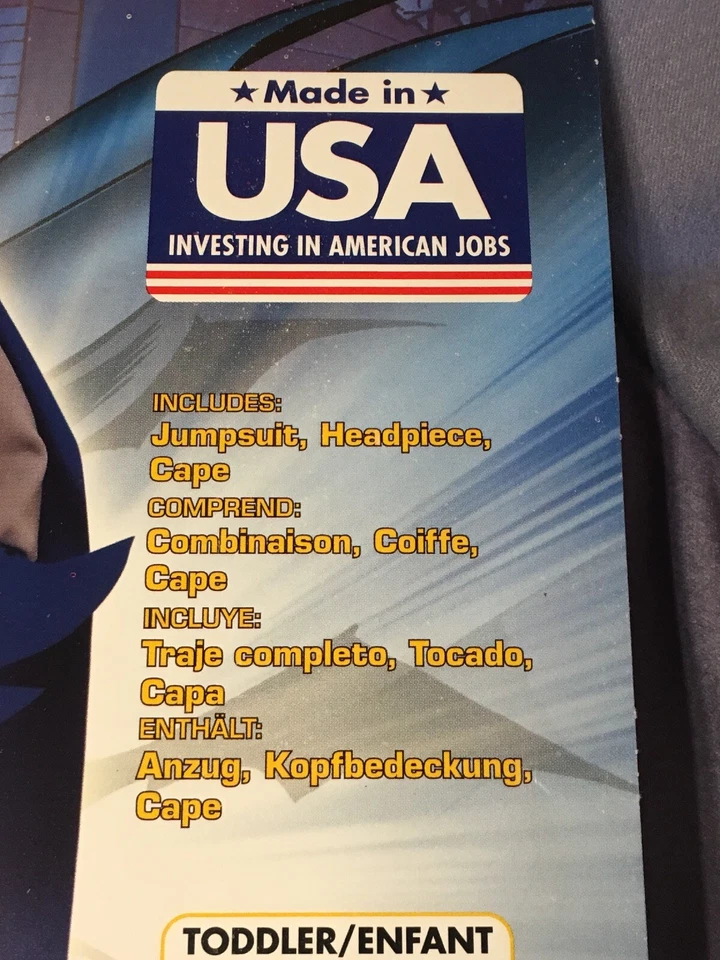 ★Made in★
USA
INVESTING IN AMERICAN JOBS
INCLUDES:
Jumpsuit, Headpiece,
Cape
COMPREND:
Combinaison, Coiffe,
Cape
INCLUYE:
Traje completo, Tocado,
Capa
ENTHÄLT:
Anzug, Kopfbedeckung,
Cape
TODDLER/ENFANT